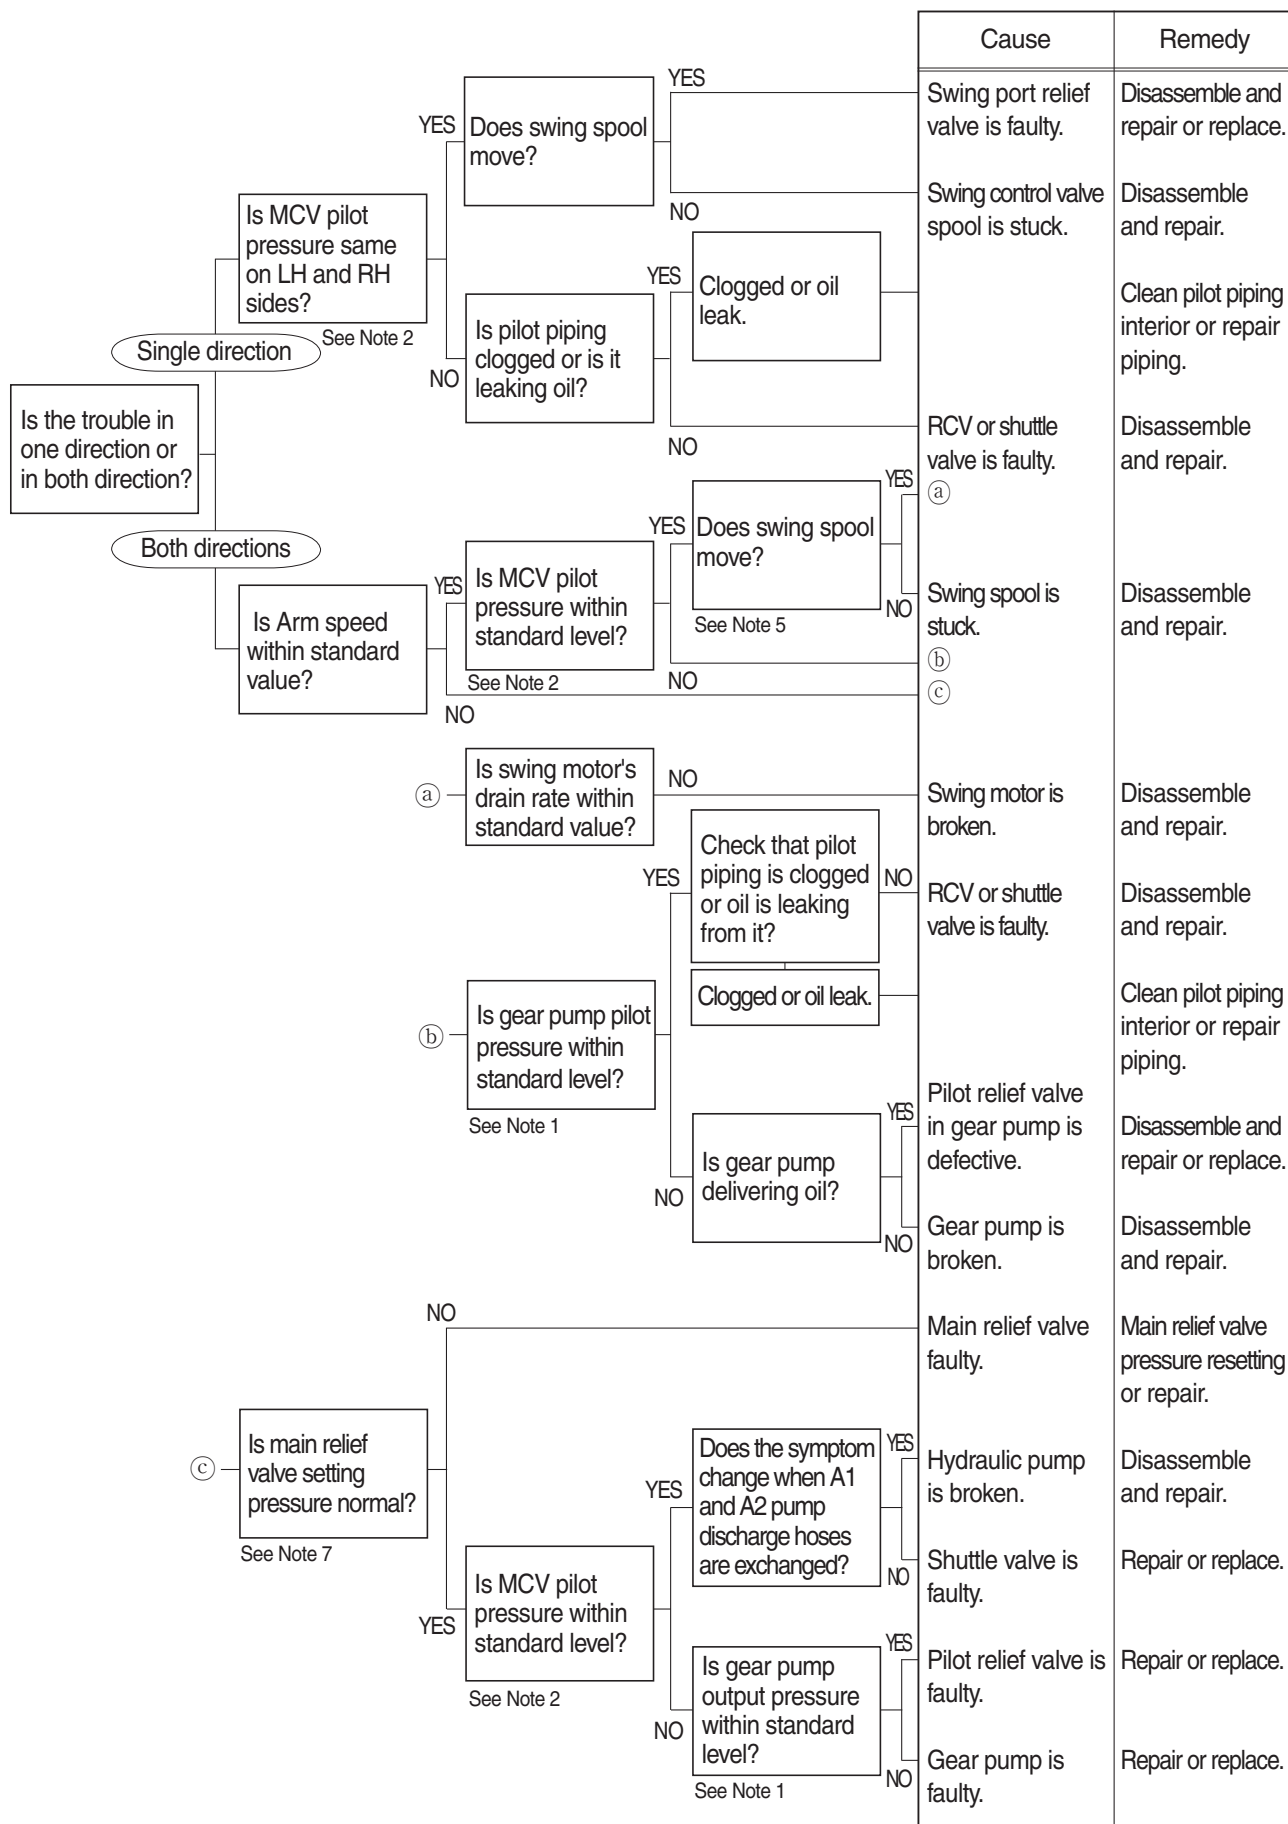 Cause
Remedy
YES
Does swing spool
move?
YES
Swing port relief
valve is faulty.
Disassemble and
repair or replace.
NO
Swing control valve
spool is stuck.
Disassemble
and repair.
Is MCV pilot
pressure same
on LH and RH
sides?
See Note 2
Single direction
NO
Is pilot piping
clogged or is it
leaking oil?
YES
Clogged or oil
leak.
Clean pilot piping
interior or repair
piping.
NO
RCV or shuttle
valve is faulty.
Disassemble
and repair.
Is the trouble in
one direction or
in both direction?
Both directions
Is Arm speed
within standard
value?
YES
Is MCV pilot
pressure within
standard level?
See Note 2
YES
Does swing spool
move?
See Note 5
YES
ⓐ
NO
Swing spool is
stuck.
Disassemble
and repair.
NO
ⓑ
NO
ⓒ
ⓐ
Is swing motor's
drain rate within
standard value?
NO
Swing motor is
broken.
Disassemble
and repair.
ⓑ
Is gear pump pilot
pressure within
standard level?
See Note 1
YES
Check that pilot
piping is clogged
or oil is leaking
from it?
NO
RCV or shuttle
valve is faulty.
Disassemble
and repair.
Clogged or oil leak.
Clean pilot piping
interior or repair
piping.
NO
Is gear pump
delivering oil?
YES
Pilot relief valve
in gear pump is
defective.
Disassemble and
repair or replace.
NO
Gear pump is
broken.
Disassemble
and repair.
ⓒ
Is main relief
valve setting
pressure normal?
See Note 7
NO
Main relief valve
faulty.
Main relief valve
pressure resetting
or repair.
YES
Is MCV pilot
pressure within
standard level?
See Note 2
YES
Does the symptom
change when A1
and A2 pump
discharge hoses
are exchanged?
YES
Hydraulic pump
is broken.
Disassemble
and repair.
NO
Shuttle valve is
faulty.
Repair or replace.
NO
Is gear pump
output pressure
within standard
level?
See Note 1
YES
Pilot relief valve is
faulty.
Repair or replace.
NO
Gear pump is
faulty.
Repair or replace.